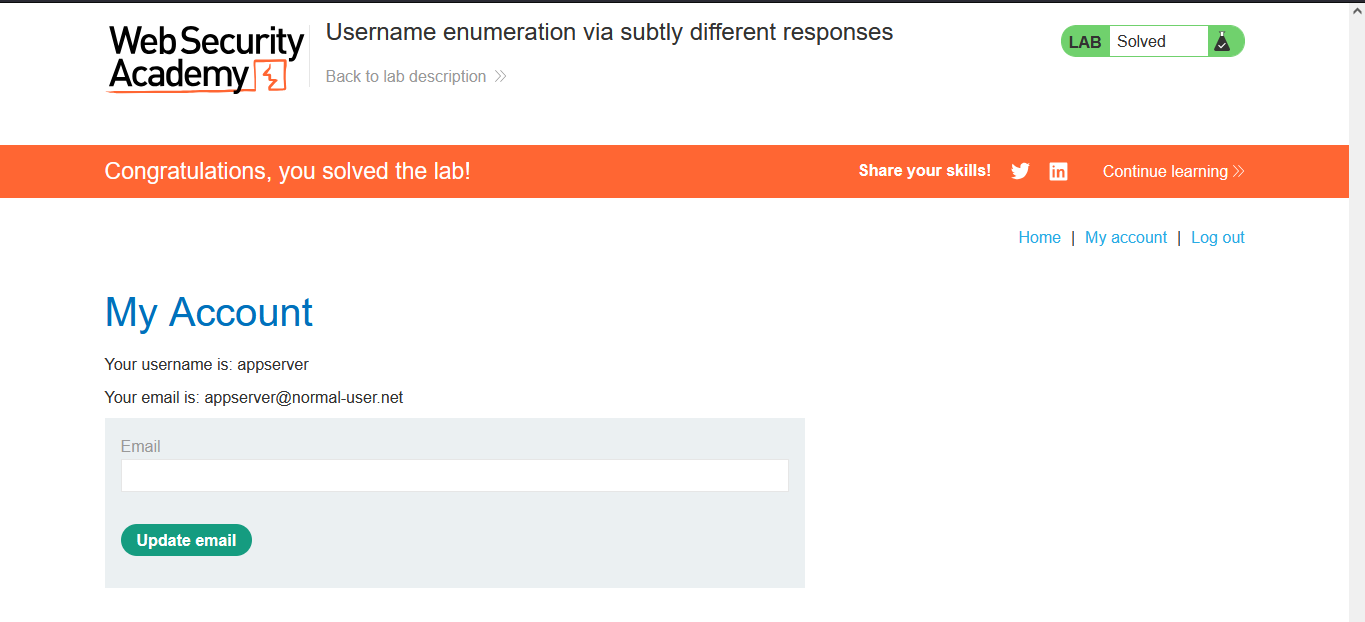 Web Security
Academy
Username enumeration via subtly different responses
Back to lab description
LAB Solved
Congratulations, you solved the lab!
Share your skills!
Continue learning
Home | My account | Log out
My Account
Your username is: appserver
Your email is: appserver@normal-user.net
Email
Update email